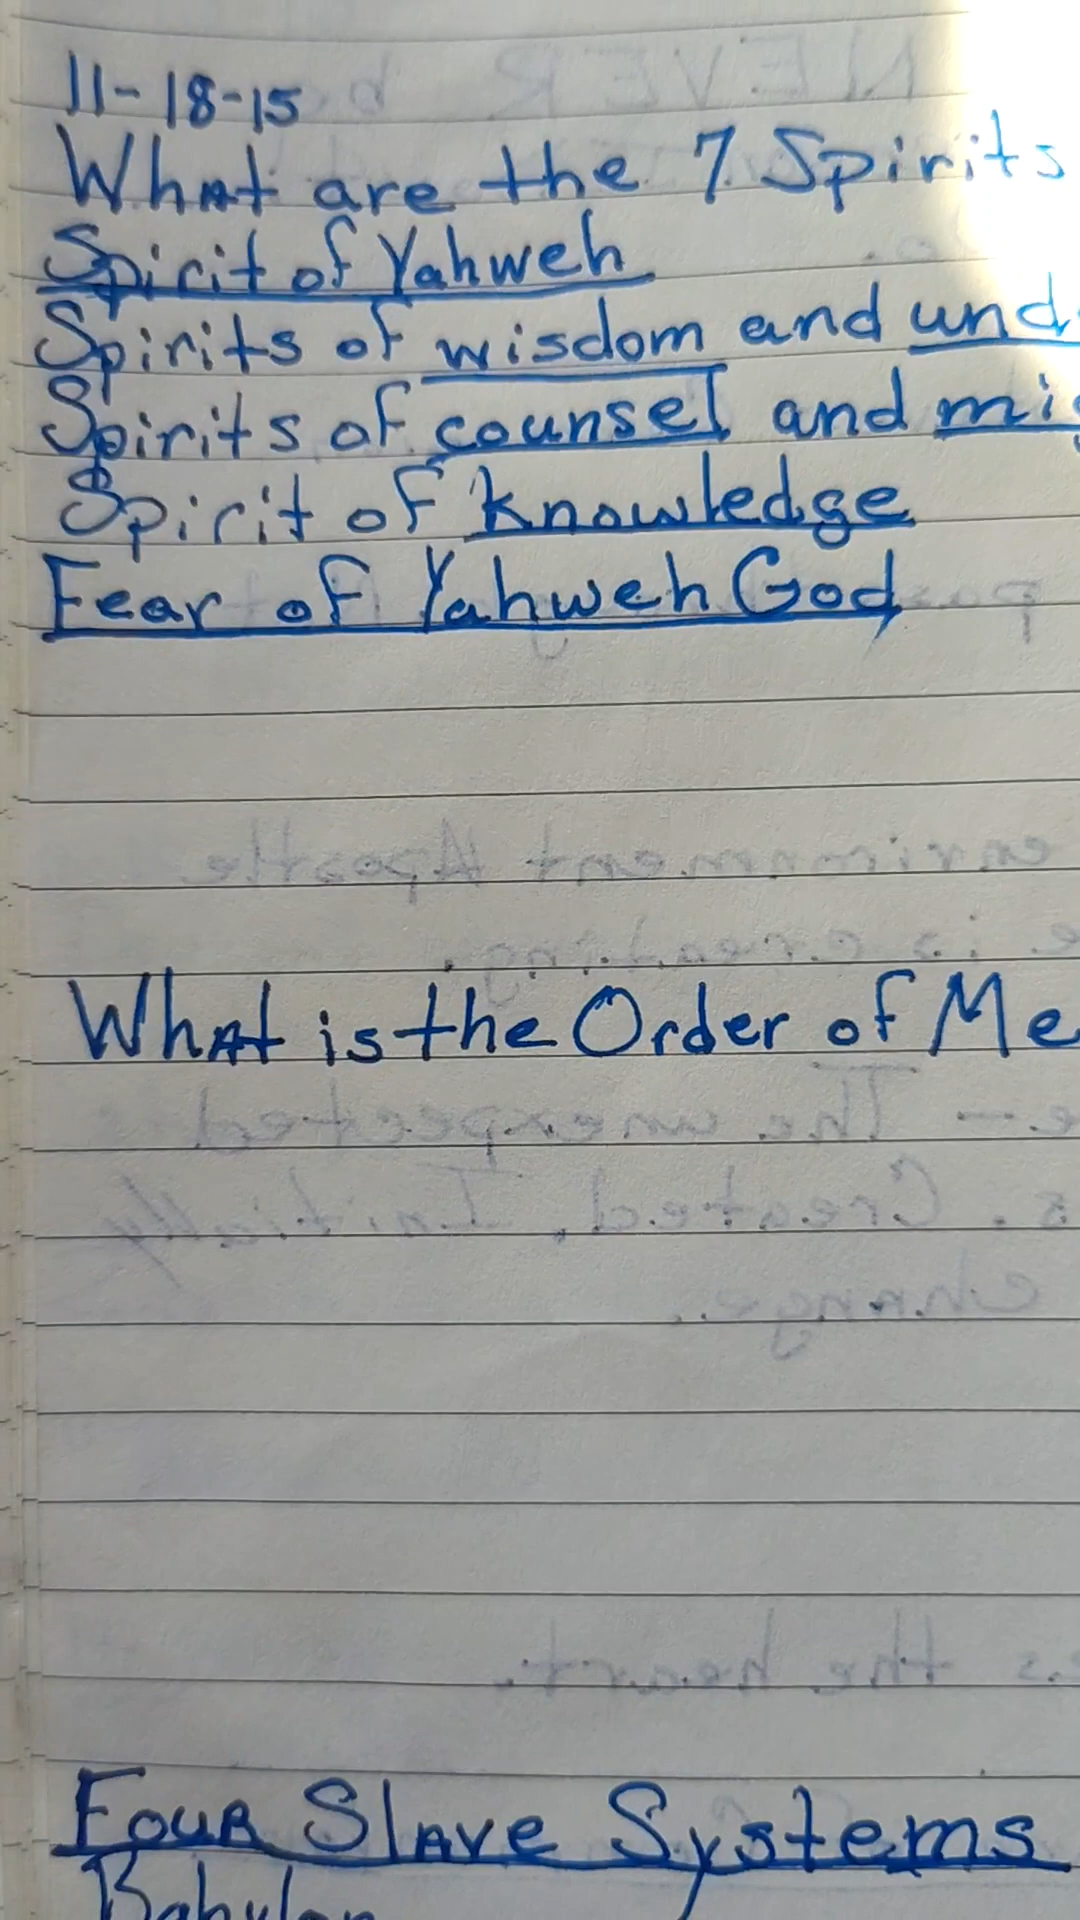 11-18-15
What are the 7 Spirits
Spirit of Yahweh
Spirits of wisdom and und
Spirits of counsel and mi
Spirit of knowledge
Fear of Yahweh God
What is the Order of Me
Four Slave Systems
Babylon